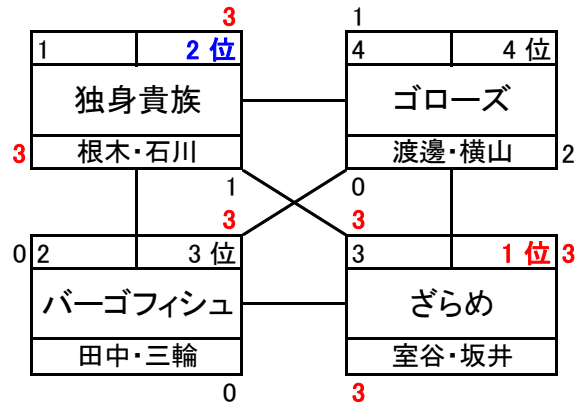 3 1
1 2 位 4 4 位
独身貴族 ゴローズ
3 根木・石川 渡邊・横山 2
1 0
3 3
0 2 3 位 3 1 位 3
バーゴフィシュ ざらめ
田中・三輪 室谷・坂井
0 3